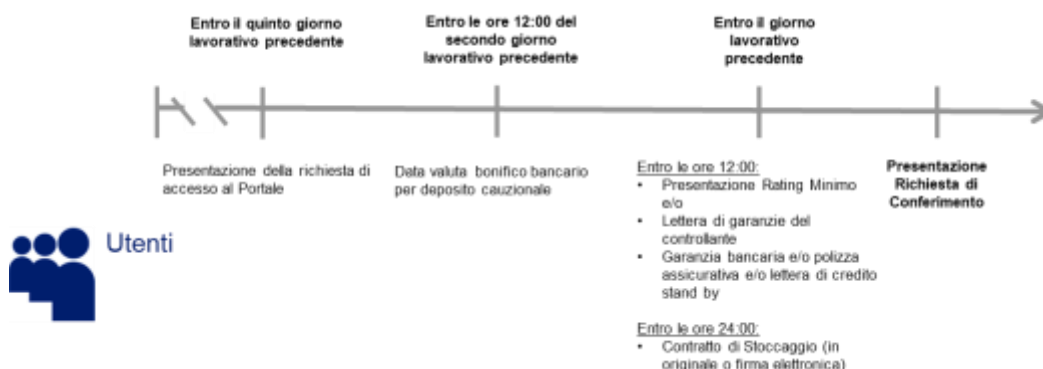 Entro il quinto giorno
lavorativo precedente
Entro le ore 12:00 del
secondo giorno
lavorativo precedente
Entro il giorno
lavorativo
precedente
Presentazione della richiesta di
accesso al Portale
Data valuta bonifico bancario
per deposito cauzionale
Entro le ore 12:00:
• Presentazione Rating Minimo
e/o
• Lettera di garanzie del
controllante
• Garanzia bancaria e/o polizza
assicurativa e/o lettera di credito
stand by
Entro le ore 24:00:
• Contratto di Stoccaggio (in
originale o firma elettronica)
Presentazione
Richiesta di
Conferimento
Utenti